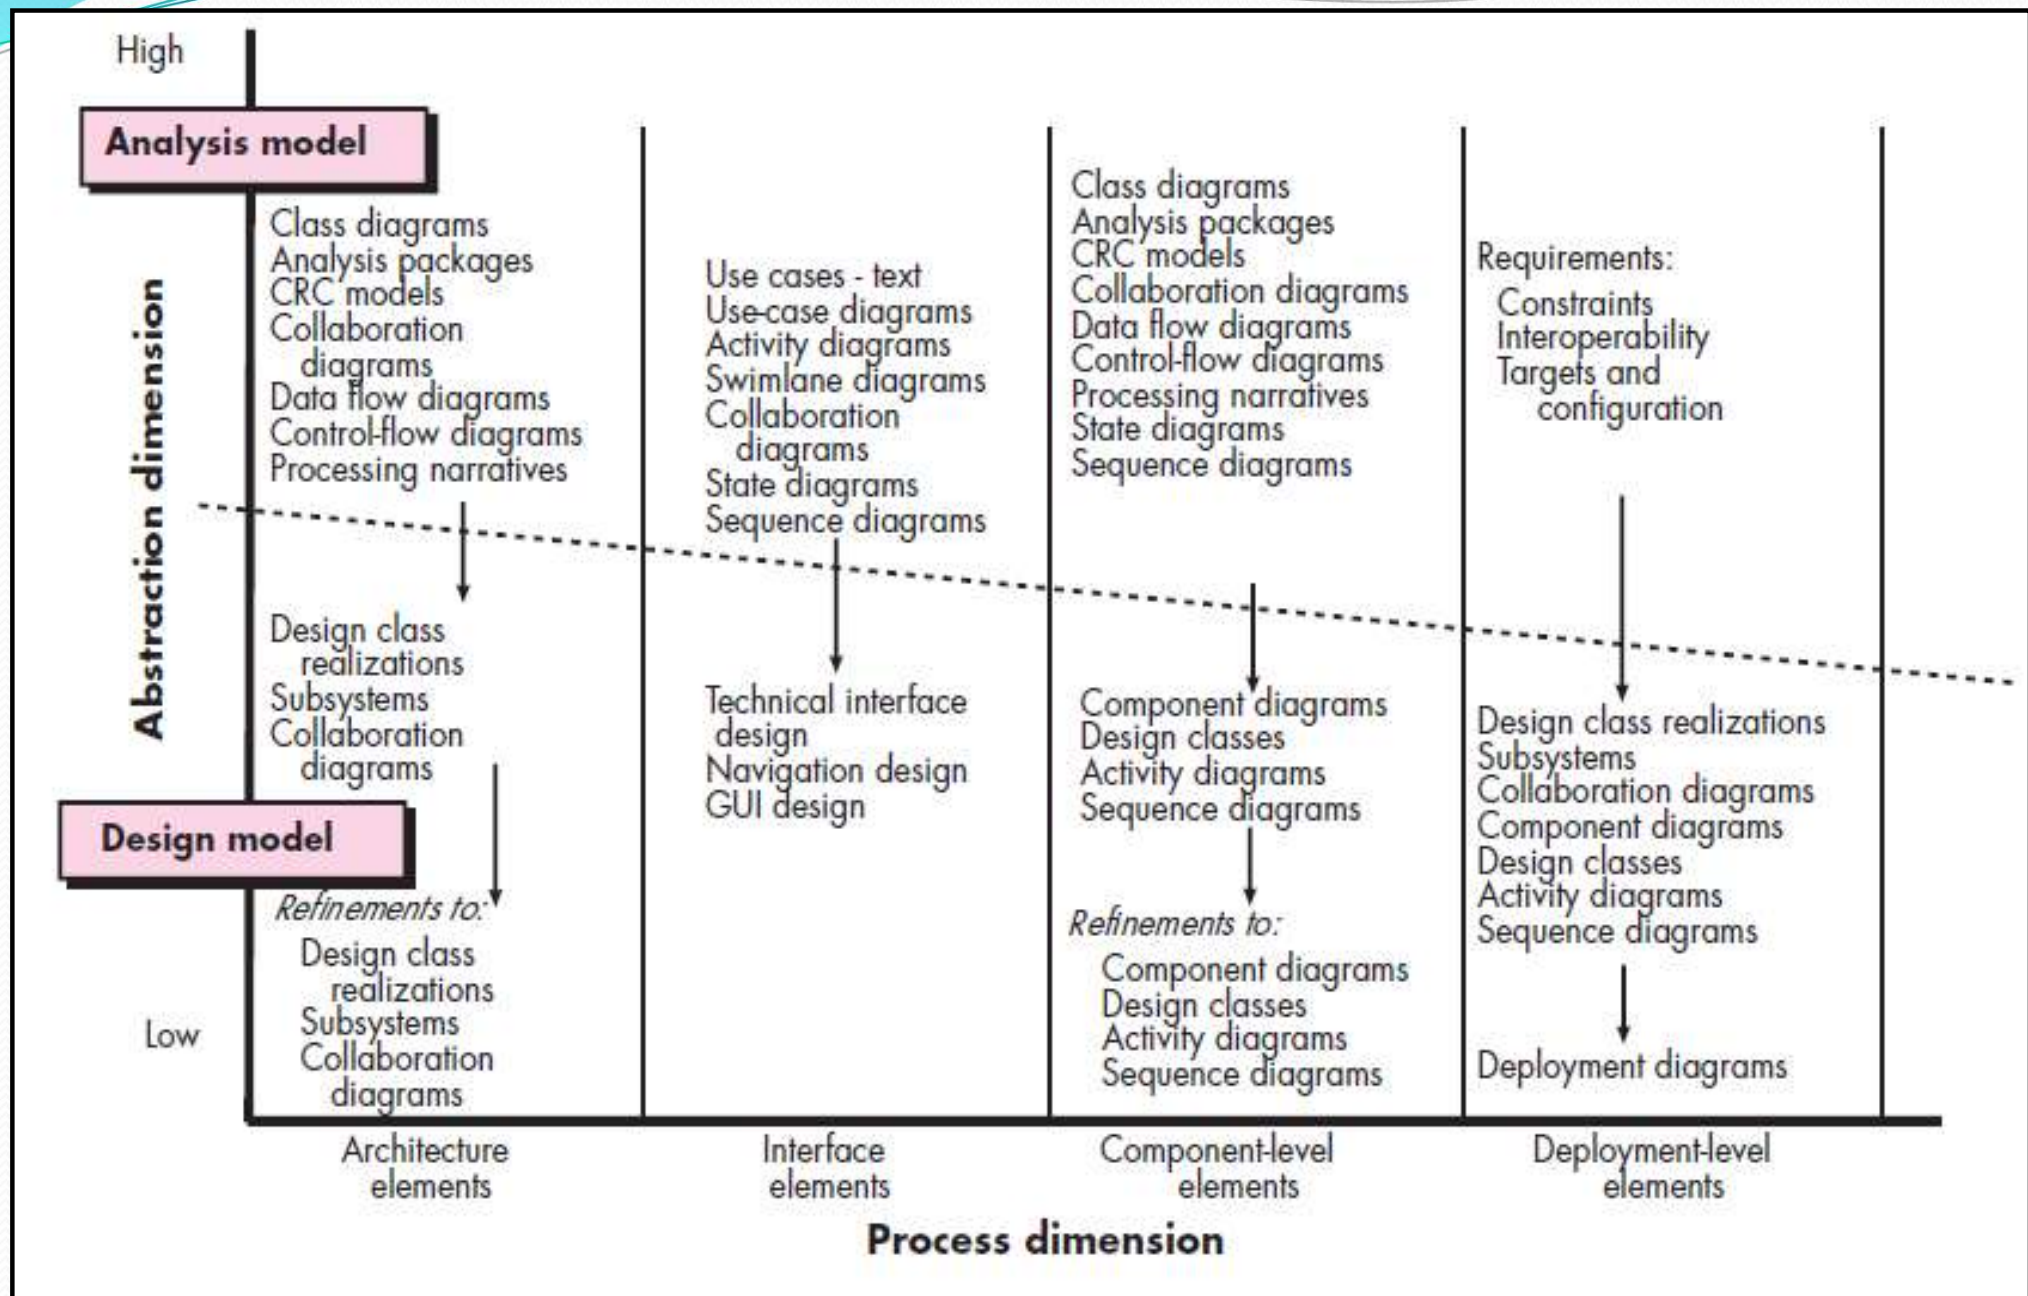 High
Analysis model
Abstraction dimension
Design model
Low
Class diagrams
Analysis packages
CRC models
Collaboration
diagrams
Data flow diagrams
Control-flow diagrams
Processing narratives
Design class
realizations
Subsystems
Collaboration
diagrams
Refinements to:
Design class
realizations
Subsystems
Collaboration
diagrams
Architecture
elements
Use cases - text
Use-case diagrams
Activity diagrams
Swimlane diagrams
Collaboration
diagrams
State diagrams
Sequence diagrams
Technical interface
design
Navigation design
GUI design
Interface
elements
Class diagrams
Analysis packages
CRC models
Collaboration diagrams
Data flow diagrams
Control-flow diagrams
Processing narratives
State diagrams
Sequence diagrams
Component diagrams
Design classes
Activity diagrams
Sequence diagrams
Refinements to:
Component diagrams
Design classes
Activity diagrams
Sequence diagrams
Component-level
elements
Requirements:
Constraints
Interoperability
Targets and
configuration
Design class realizations
Subsystems
Collaboration diagrams
Component diagrams
Design classes
Activity diagrams
Sequence diagrams
Deployment diagrams
Deployment-level
elements
Process dimension